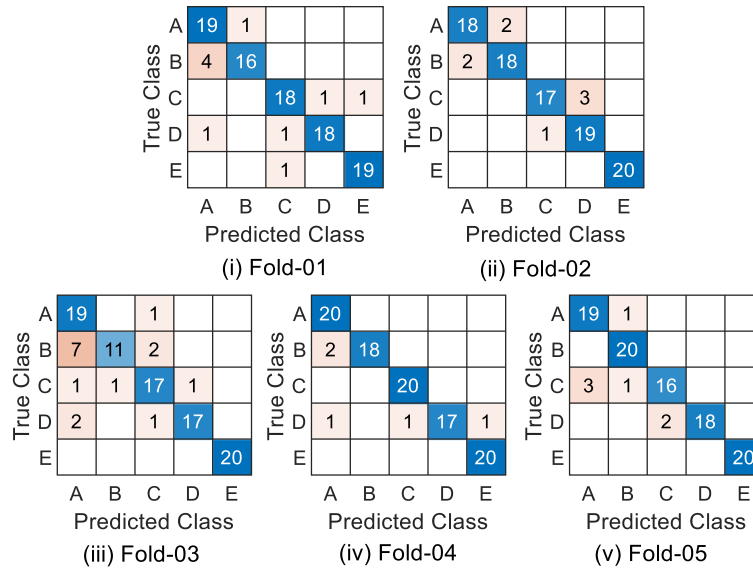 True Class
A 19 1
B 4 16
C 18 1 1
D 1 1 18
E 1 19
A B C D E
Predicted Class
(i) Fold-01
True Class
A 18 2
B 2 18
C 17 3
D 1 19
E 20
A B C D E
Predicted Class
(ii) Fold-02
True Class
A 19 1
B 7 11 2
C 1 1 17 1
D 2 1 17
E 20
A B C D E
Predicted Class
(iii) Fold-03
True Class
A 20
B 2 18
C 20
D 1 1 17 1
E 20
A B C D E
Predicted Class
(iv) Fold-04
True Class
A 19 1
B 20
C 3 1 16
D 2 18
E 20
A B C D E
Predicted Class
(v) Fold-05